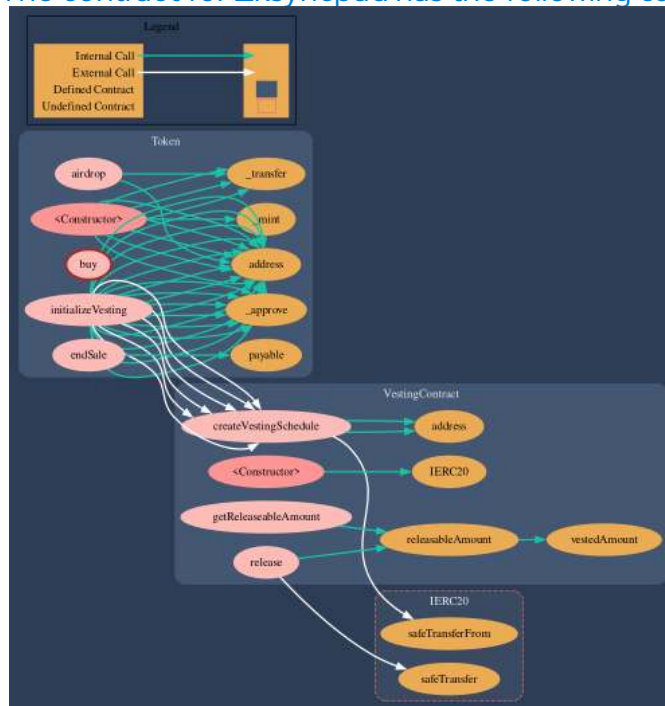 Legend
Internal Call
External Call
Defined Contract
Undefined Contract
Token
airdrop
_transfer
<Constructor>
_mint
buy
address
initializeVesting
_approve
endSale
payable
VestingContract
createVestingSchedule
address
<Constructor>
IERC20
getReleaseableAmount
releasableAmount
vestedAmount
release
IERC20
safeTransferFrom
safeTransfer